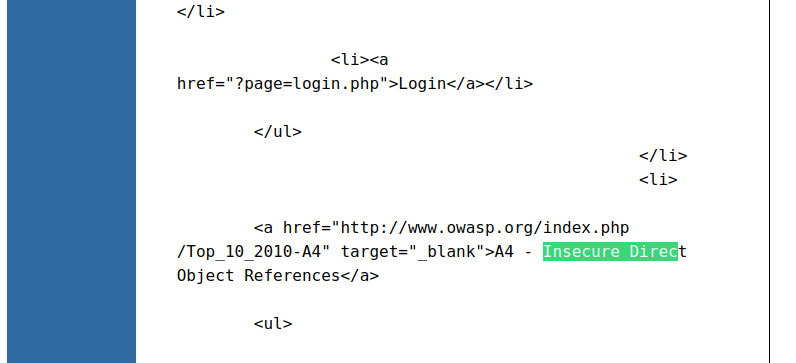 </li>
<li><a
href="?page=login.php">Login</a></li>
</ul>
</li>
<li>
<a href="http://www.owasp.org/index.php
/Top_10_2010-A4" target="_blank">A4 - Insecure Direct
Object References</a>
<ul>